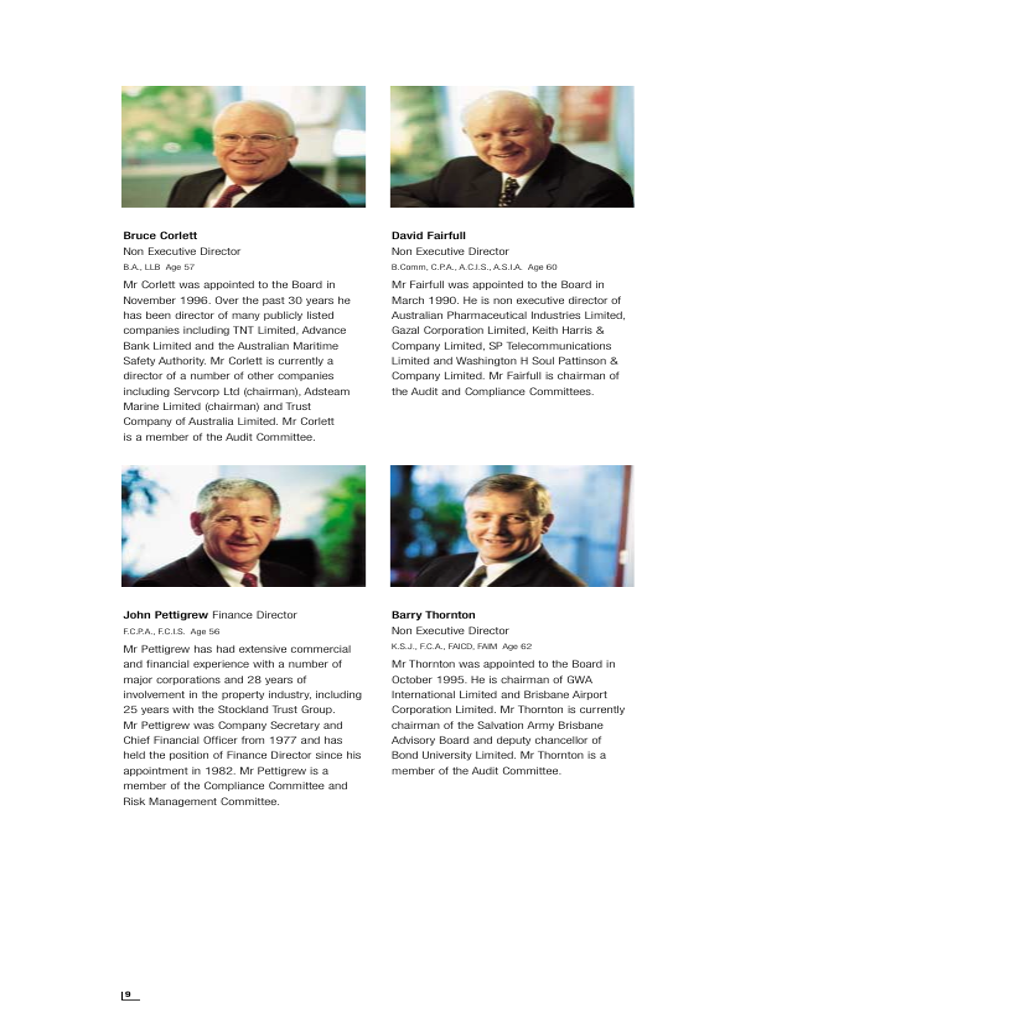 Bruce Corlett
Non Executive Director
B.A., LLB  Age 57
Mr Corlett was appointed to the Board in
November 1996. Over the past 30 years he
has been director of many publicly listed
companies including TNT Limited, Advance
Bank Limited and the Australian Maritime
Safety Authority. Mr Corlett is currently a
director of a number of other companies
including Servcorp Ltd (chairman), Adsteam
Marine Limited (chairman) and Trust
Company of Australia Limited. Mr Corlett
is a member of the Audit Committee.
David Fairfull
Non Executive Director
B.Comm, C.P.A., A.C.I.S., A.S.I.A.  Age 60
Mr Fairfull was appointed to the Board in
March 1990. He is non executive director of
Australian Pharmaceutical Industries Limited,
Gazal Corporation Limited, Keith Harris &
Company Limited, SP Telecommunications
Limited and Washington H Soul Pattinson &
Company Limited. Mr Fairfull is chairman of
the Audit and Compliance Committees.
John Pettigrew Finance Director
F.C.P.A., F.C.I.S.  Age 56
Mr Pettigrew has had extensive commercial
and financial experience with a number of
major corporations and 28 years of
involvement in the property industry, including
25 years with the Stockland Trust Group.
Mr Pettigrew was Company Secretary and
Chief Financial Officer from 1977 and has
held the position of Finance Director since his
appointment in 1982. Mr Pettigrew is a
member of the Compliance Committee and
Risk Management Committee.
Barry Thornton
Non Executive Director
K.S.J., F.C.A., FAICD, FAIM  Age 62
Mr Thornton was appointed to the Board in
October 1995. He is chairman of GWA
International Limited and Brisbane Airport
Corporation Limited. Mr Thornton is currently
chairman of the Salvation Army Brisbane
Advisory Board and deputy chancellor of
Bond University Limited. Mr Thornton is a
member of the Audit Committee.
9